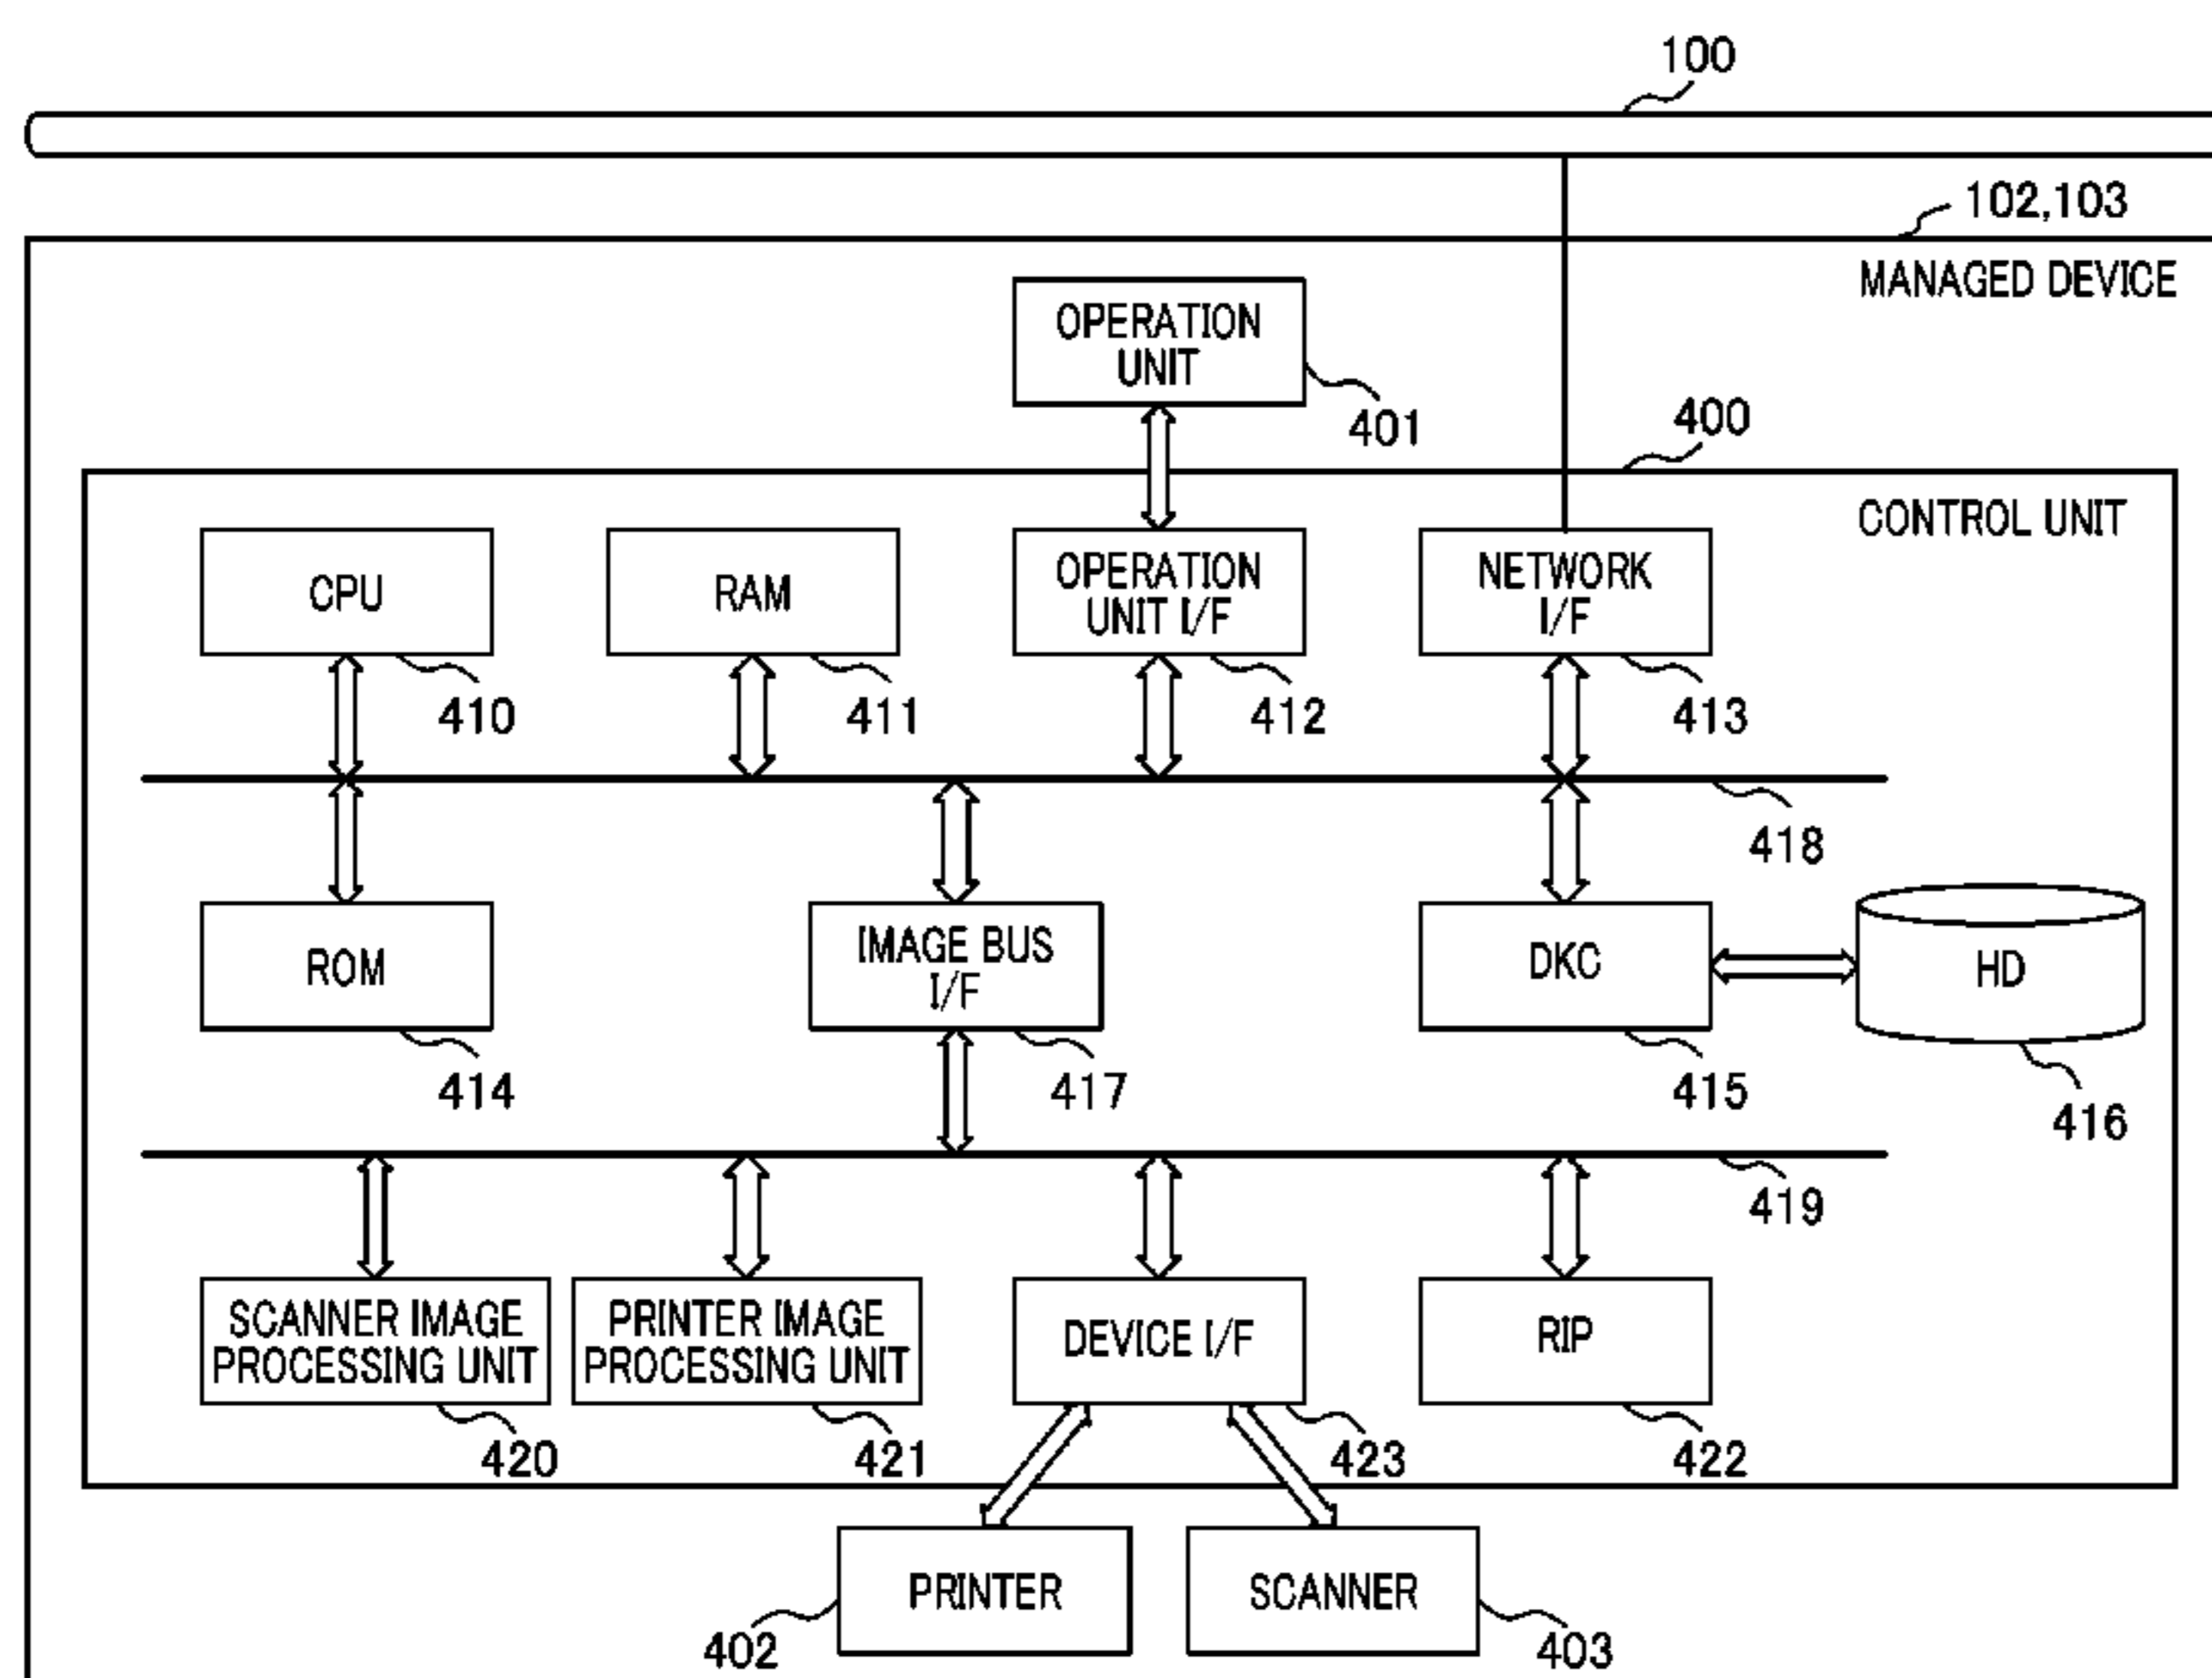 100
102,103
MANAGED DEVICE
OPERATION
UNIT
401
400
CONTROL UNIT
CPU
RAM
OPERATION
UNIT I/F
NETWORK
I/F
410
411
412
413
418
ROM
IMAGE BUS
I/F
DKC
HD
414
417
415
416
419
SCANNER IMAGE
PROCESSING UNIT
PRINTER IMAGE
PROCESSING UNIT
DEVICE I/F
RIP
420
421
423
422
PRINTER
SCANNER
402
403